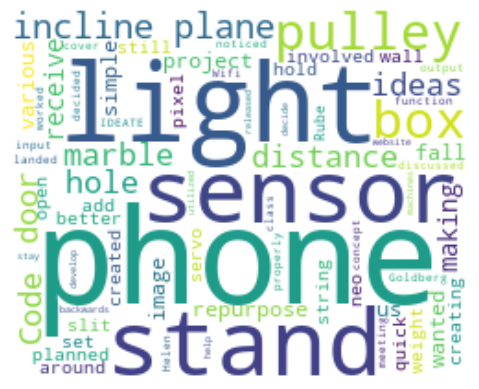 incline plane pulley
cover still noticed project involved wall output
various worked receive decided simple pixel Wifi hold ideas
IDEATE light released Rube box function
input landed marble distance decide website fall
door open hole sensor discussed
add better utilized class machines making
stay develop phone concept
Code created image servo properly string neo Goldberg
backwards repurpose us wanted
slit set stand meeting quick weight creating
planned around Helen help